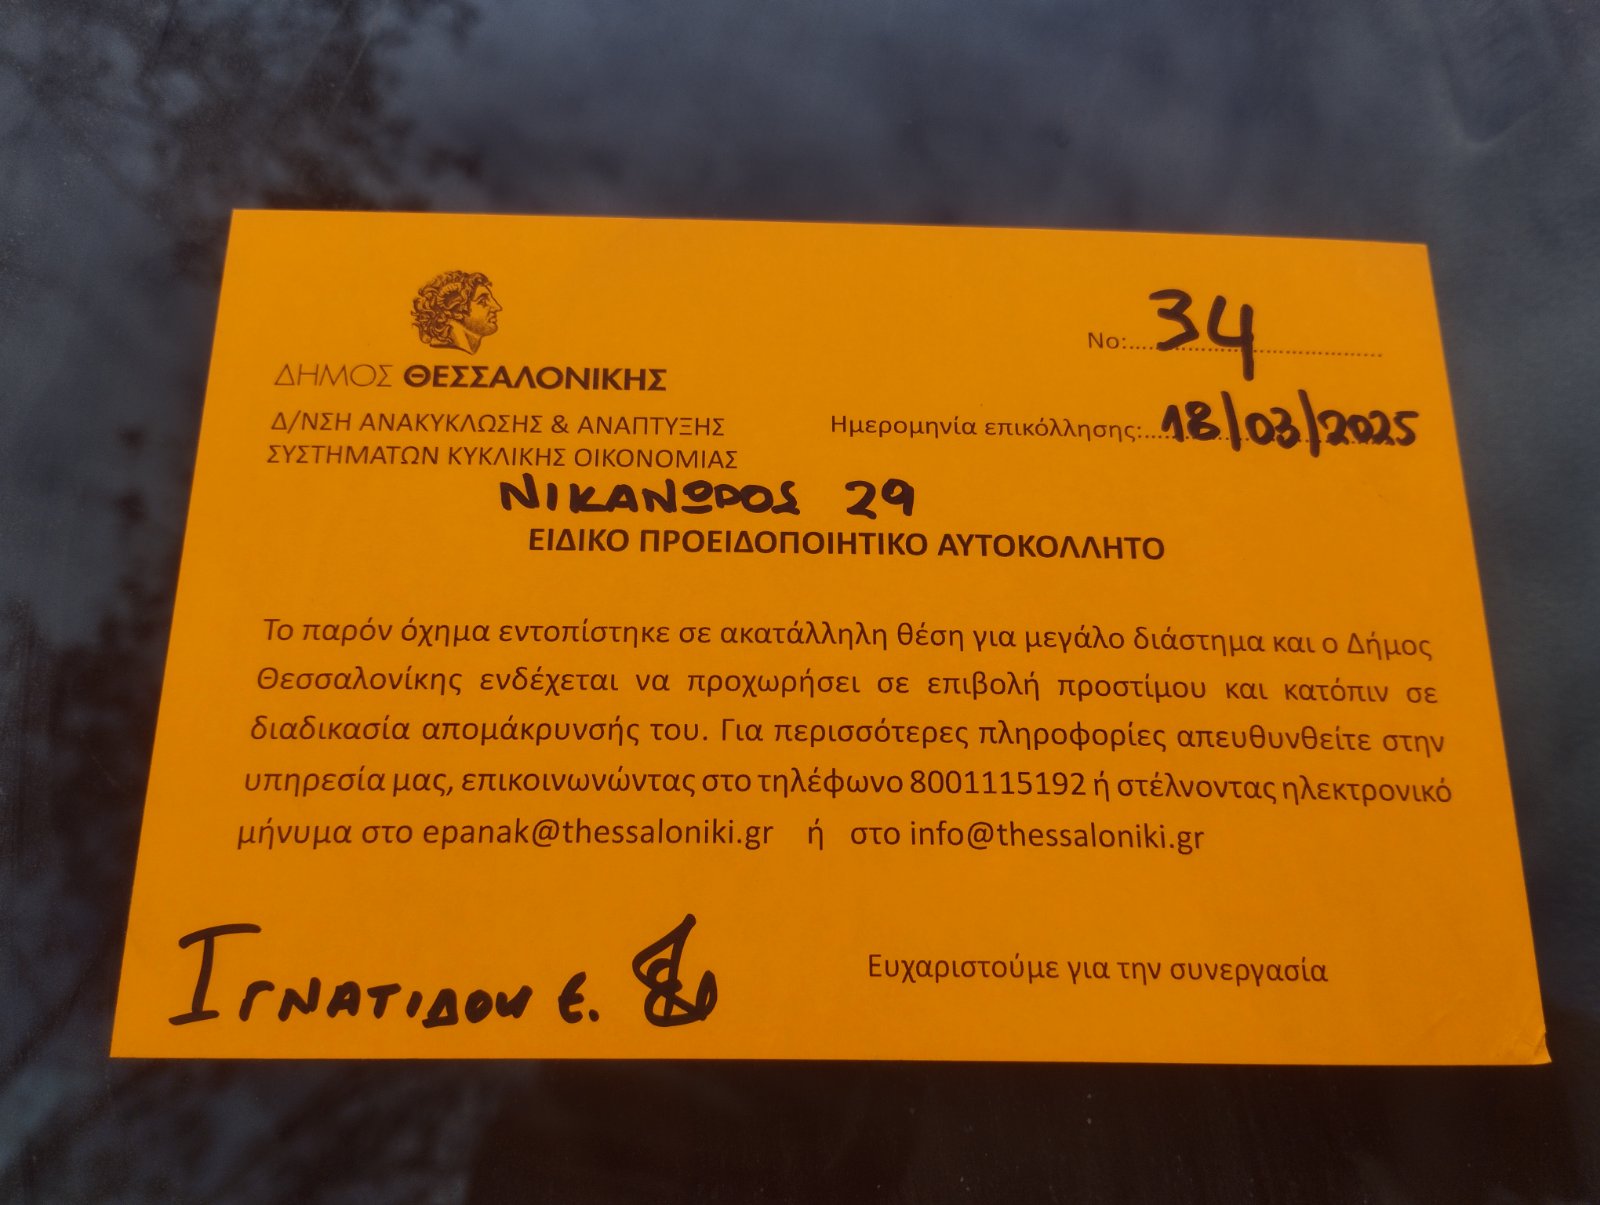 Νο:.....34.....
ΔΗΜΟΣ ΘΕΣΣΑΛΟΝΙΚΗΣ
Δ/ΝΣΗ ΑΝΑΚΥΚΛΩΣΗΣ & ΑΝΑΠΤΥΞΗΣ
ΣΥΣΤΗΜΑΤΩΝ ΚΥΚΛΙΚΗΣ ΟΙΚΟΝΟΜΙΑΣ
Ημερομηνία επικόλλησης:.....18/03/2025
ΝΙΚΑΝΩΡΟΣ 29
ΕΙΔΙΚΟ ΠΡΟΕΙΔΟΠΟΙΗΤΙΚΟ ΑΥΤΟΚΟΛΛΗΤΟ
Το παρόν όχημα εντοπίστηκε σε ακατάλληλη θέση για μεγάλο διάστημα και ο Δήμος
Θεσσαλονίκης ενδέχεται να προχωρήσει σε επιβολή προστίμου και κατόπιν σε
διαδικασία απομάκρυνσής του. Για περισσότερες πληροφορίες απευθυνθείτε στην
υπηρεσία μας, επικοινωνώντας στο τηλέφωνο 8001115192 ή στέλνοντας ηλεκτρονικό
μήνυμα στο epanak@thessaloniki.gr ή στο info@thessaloniki.gr
Ευχαριστούμε για την συνεργασία
ΙΓΝΑΤΙΔΟΥ Ε.